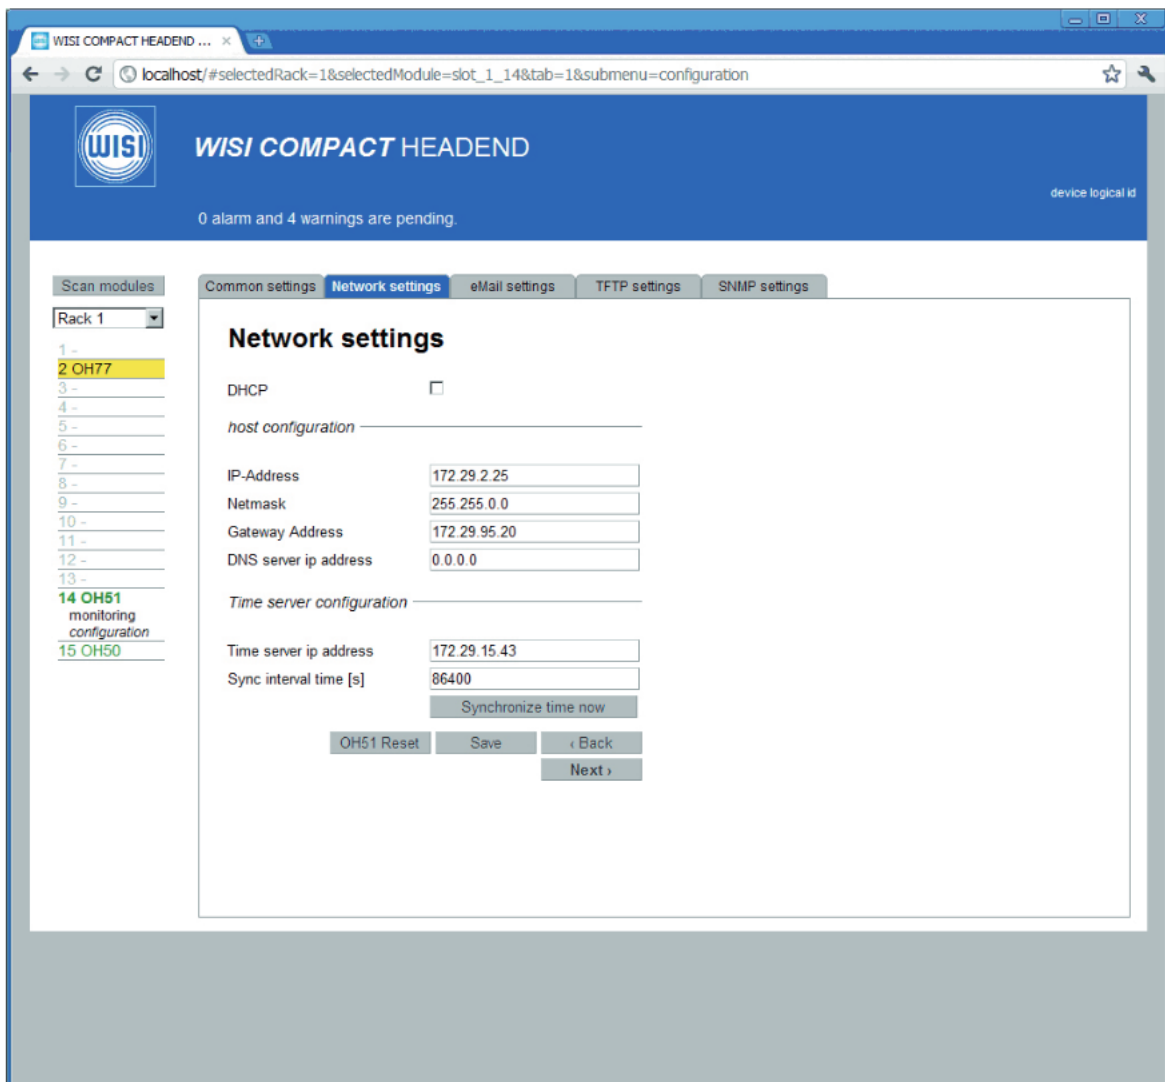 WISI COMPACT HEADEND ...
localhost/#selectedRack=1&selectedModule=slot_1_14&tab=1&submenu=configuration
WISI
WISI COMPACT HEADEND
device logical id
0 alarm and 4 warnings are pending.
Scan modules
Rack 1
1 -
2 OH77
3 -
4 -
5 -
6 -
7 -
8 -
9 -
10 -
11 -
12 -
13 -
14 OH51
monitoring
configuration
15 OH50
Common settings Network settings eMail settings TFTP settings SNMP settings
Network settings
DHCP
host configuration
IP-Address 172.29.2.25
Netmask 255.255.0.0
Gateway Address 172.29.95.20
DNS server ip address 0.0.0.0
Time server configuration
Time server ip address 172.29.15.43
Sync interval time [s] 86400
Synchronize time now
OH51 Reset Save ‹ Back
Next ›